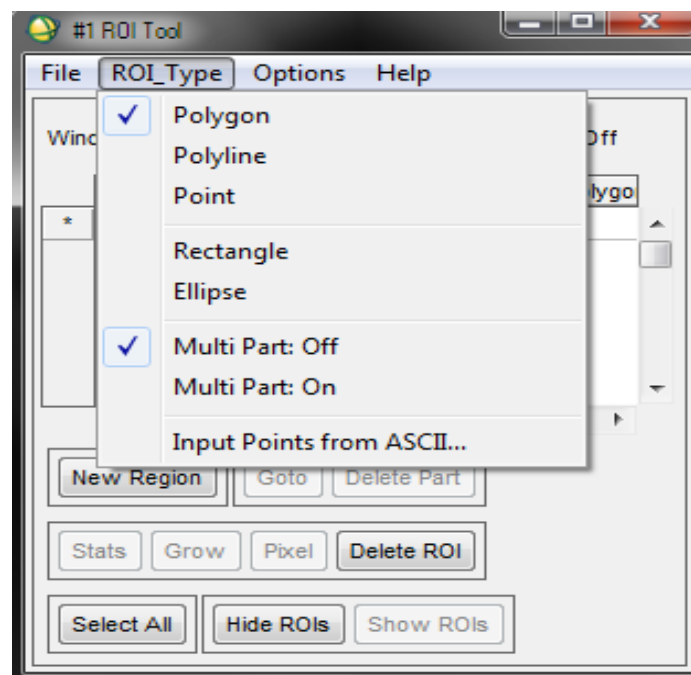 #1 ROI Tool
File ROI_Type Options Help
Polygon
Polyline
Point
Rectangle
Ellipse
Multi Part: Off
Multi Part: On
Input Points from ASCII...
*
New Region Goto Delete Part
Stats Grow Pixel Delete ROI
Select All Hide ROIs Show ROIs